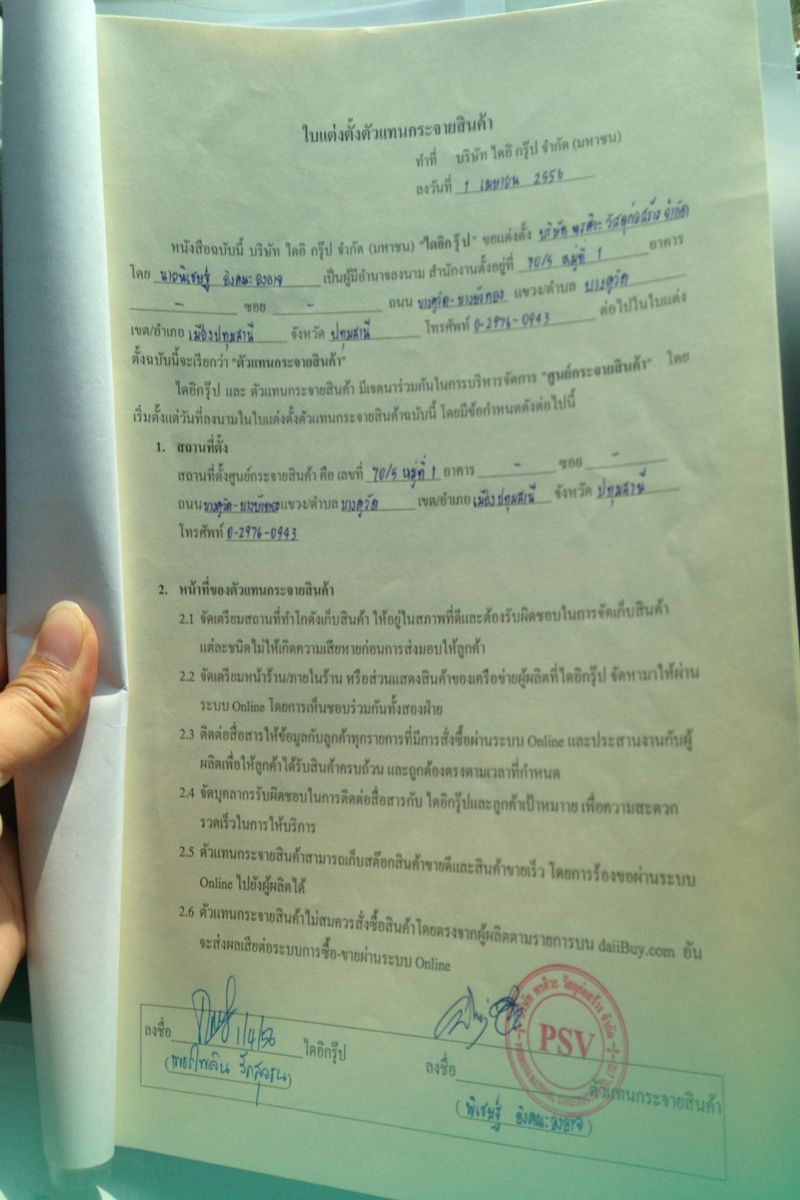 ใบแต่งตั้งตัวแทนกระจายสินค้า
ทำที่ บริษัท ไดอิ กรุ๊ป จำกัด (มหาชน)
ลงวันที่ 1 เมษายน 2556
หนังสือฉบับนี้ บริษัท ไดอิ กรุ๊ป จำกัด (มหาชน) "ไดอิกรุ๊ป" ขอแต่งตั้ง บริษัท พรศิวะ วัสดุก่อสร้าง จำกัด
โดย นายพิเชษฐ์ อังคณะองอาจ เป็นผู้มีอำนาจลงนาม สำนักงานตั้งอยู่ที่ 70/5 หมู่ที่ 1 อาคาร
- ซอย - ถนน บางคูวัด-บางบัวทอง แขวง/ตำบล บางคูวัด
เขต/อำเภอ เมืองปทุมธานี จังหวัด ปทุมธานี โทรศัพท์ 0-2976-0943 ต่อไปในใบแต่ง
ตั้งฉบับนี้จะเรียกว่า "ตัวแทนกระจายสินค้า"
ไดอิกรุ๊ป และ ตัวแทนกระจายสินค้า มีเจตนาร่วมกันในการบริหารจัดการ "ศูนย์กระจายสินค้า" โดย
เริ่มตั้งแต่วันที่ลงนามในใบแต่งตั้งตัวแทนกระจายสินค้าฉบับนี้ โดยมีข้อกำหนดดังต่อไปนี้
1. สถานที่ตั้ง
สถานที่ตั้งศูนย์กระจายสินค้า คือ เลขที่ 70/5 หมู่ที่ 1 อาคาร - ซอย -
ถนน บางคูวัด-บางบัวทอง แขวง/ตำบล บางคูวัด เขต/อำเภอ เมืองปทุมธานี จังหวัด ปทุมธานี
โทรศัพท์ 0-2976-0943
2. หน้าที่ของตัวแทนกระจายสินค้า
2.1 จัดเตรียมสถานที่ทำโกดังเก็บสินค้า ให้อยู่ในสภาพที่ดีและต้องรับผิดชอบในการจัดเก็บสินค้า
แต่ละชนิดไม่ให้เกิดความเสียหายก่อนการส่งมอบให้ลูกค้า
2.2 จัดเตรียมหน้าร้าน/ภายในร้าน หรือส่วนแสดงสินค้าของเครือข่ายผู้ผลิตที่ไดอิกรุ๊ป จัดหามาให้ผ่าน
ระบบ Online โดยการเห็นชอบร่วมกันทั้งสองฝ่าย
2.3 ติดต่อสื่อสารให้ข้อมูลกับลูกค้าทุกรายการที่มีการสั่งซื้อผ่านระบบ Online และประสานงานกับผู้
ผลิตเพื่อให้ลูกค้าได้รับสินค้าครบถ้วน และถูกต้องตรงตามเวลาที่กำหนด
2.4 จัดบุคลากรรับผิดชอบในการติดต่อสื่อสารกับ ไดอิกรุ๊ปและลูกค้าเป้าหมาาย เพื่อความสะดวก
รวดเร็วในการให้บริการ
2.5 ตัวแทนกระจายสินค้าสามารถเก็บสต๊อกสินค้าขายดีและสินค้าขายเร็ว โดยการร้องขอผ่านระบบ
Online ไปยังผู้ผลิตได้
2.6 ตัวแทนกระจายสินค้าไม่สมควรสั่งซื้อสินค้าโดยตรงจากผู้ผลิตตามรายการบน daiiBuy.com อัน
จะส่งผลเสียต่อระบบการซื้อ-ขายผ่านระบบ Online
ลงชื่อ 1/4/56 ไดอิกรุ๊ป
ลงชื่อ ตัวแทนกระจายสินค้า
(พิเชษฐ์ อังคณะองอาจ)
PSV